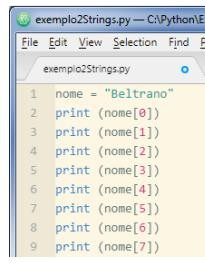 exemplo2Strings.py — C:\Python\E
File Edit View Selection Find
exemplo2Strings.py
1 nome = "Beltrano"
2 print (nome[0])
3 print (nome[1])
4 print (nome[2])
5 print (nome[3])
6 print (nome[4])
7 print (nome[5])
8 print (nome[6])
9 print (nome[7])